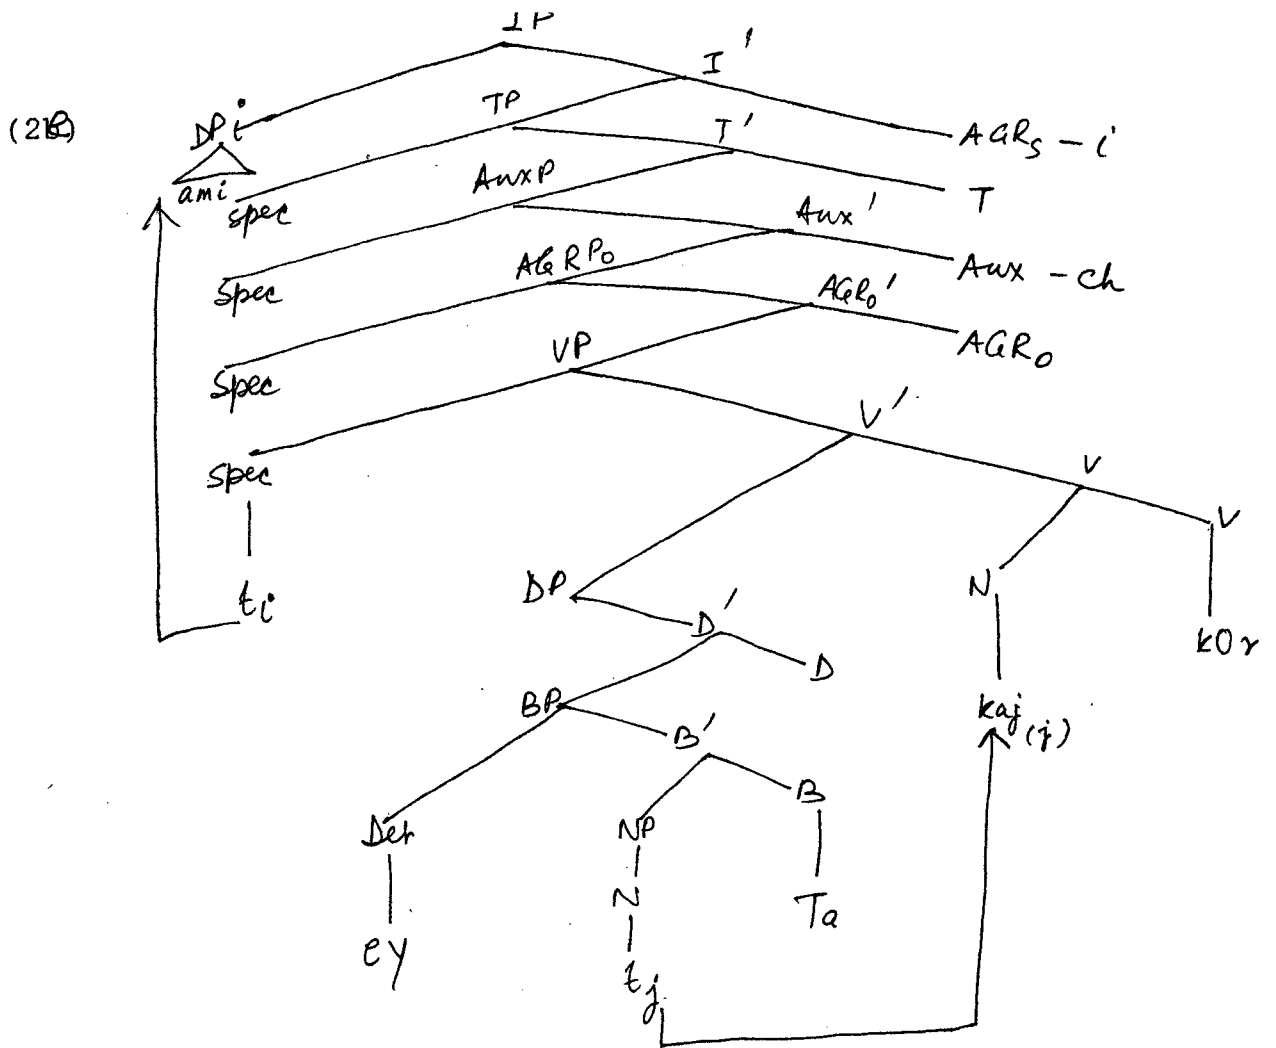 IP
I'
(2B) DPi TP T' AGRs - i
ami spec AuxP T
Aux'
spec AGRPo Aux - ch
AGRo'
spec VP AGRo
V'
spec V
V
ti DP N
D' kOr
D
BP kaj (j)
B'
Det NP B
N Ta
ey
tj